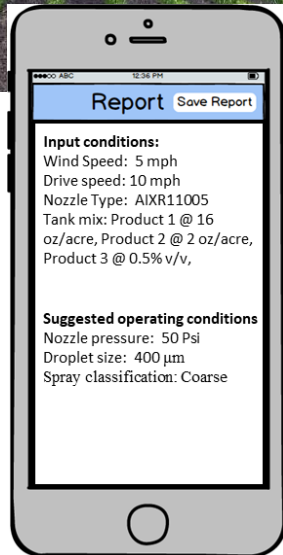 ABC 12:36 PM
Report Save Report
Input conditions:
Wind Speed: 5 mph
Drive speed: 10 mph
Nozzle Type: AIXR11005
Tank mix: Product 1 @ 16
oz/acre, Product 2 @ 2 oz/acre,
Product 3 @ 0.5% v/v,
Suggested operating conditions
Nozzle pressure: 50 Psi
Droplet size: 400 µm
Spray classification: Coarse